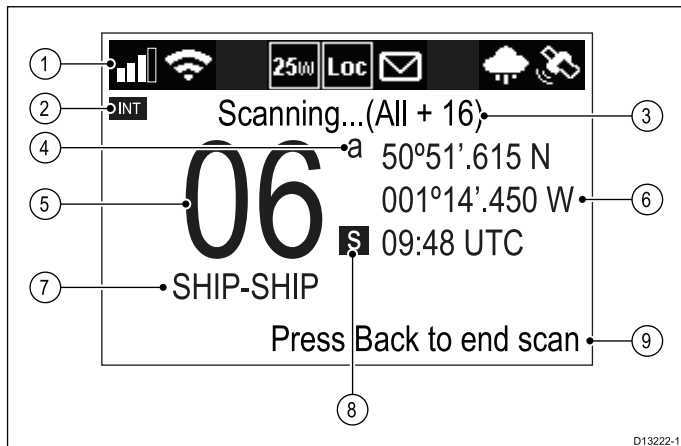 1
25W Loc
2
INT
Scanning...(All + 16)
3
4
a
50º51'.615 N
5
06
001º14'.450 W
6
S
09:48 UTC
7
SHIP-SHIP
Press Back to end scan
9
8
D13222-1